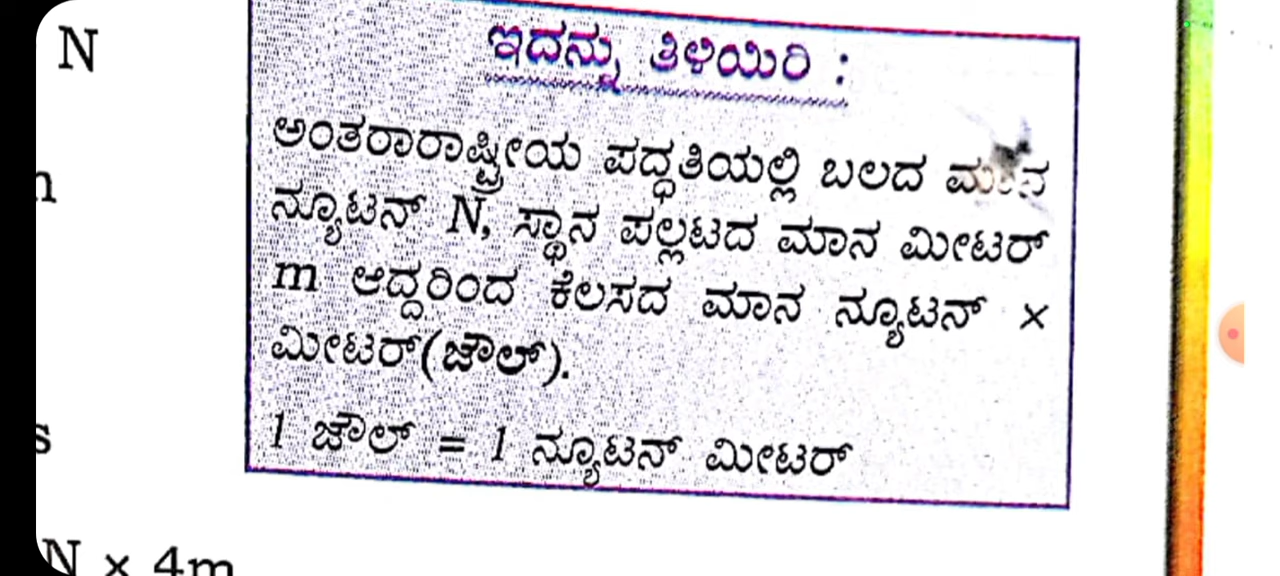 N
ಇದನ್ನು ತಿಳಿಯಿರಿ :
ಅಂತರಾರಾಷ್ಟ್ರೀಯ ಪದ್ಧತಿಯಲ್ಲಿ ಬಲದ
ನ್ಯೂಟನ್ N, ಸ್ಥಾನ ಪಲ್ಲಟದ ಮಾನ ಮೀಟರ್
m ಆದ್ದರಿಂದ ಕೆಲಸದ ಮಾನ ನ್ಯೂಟನ್ ×
ಮೀಟರ್(ಜೌಲ್).
s
1 ಜೌಲ್ = 1 ನ್ಯೂಟನ್ ಮೀಟರ್
N × 4m